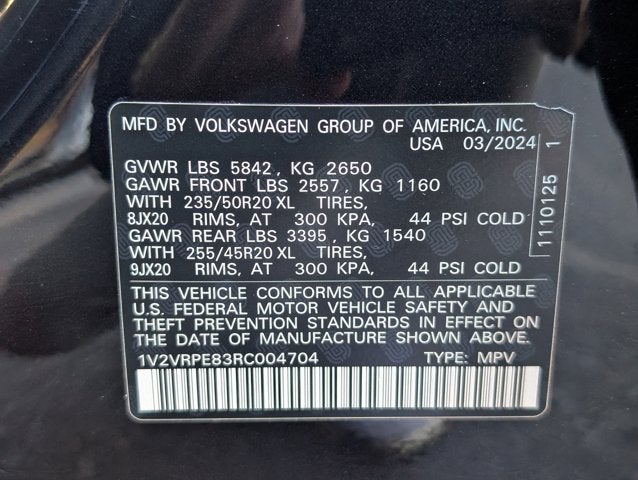 MFD BY VOLKSWAGEN GROUP OF AMERICA, INC.
USA 03/2024
GVWR LBS 5842 , KG 2650
GAWR FRONT LBS 2557 , KG 1160
WITH 235/50R20 XL TIRES,
8JX20 RIMS, AT 300 KPA, 44 PSI COLD
GAWR REAR LBS 3395 , KG 1540
WITH 255/45R20 XL TIRES,
9JX20 RIMS, AT 300 KPA, 44 PSI COLD
1110125 1
THIS VEHICLE CONFORMS TO ALL APPLICABLE
U.S. FEDERAL MOTOR VEHICLE SAFETY AND
THEFT PREVENTION STANDARDS IN EFFECT ON
THE DATE OF MANUFACTURE SHOWN ABOVE.
1V2VRPE83RC004704 TYPE: MPV